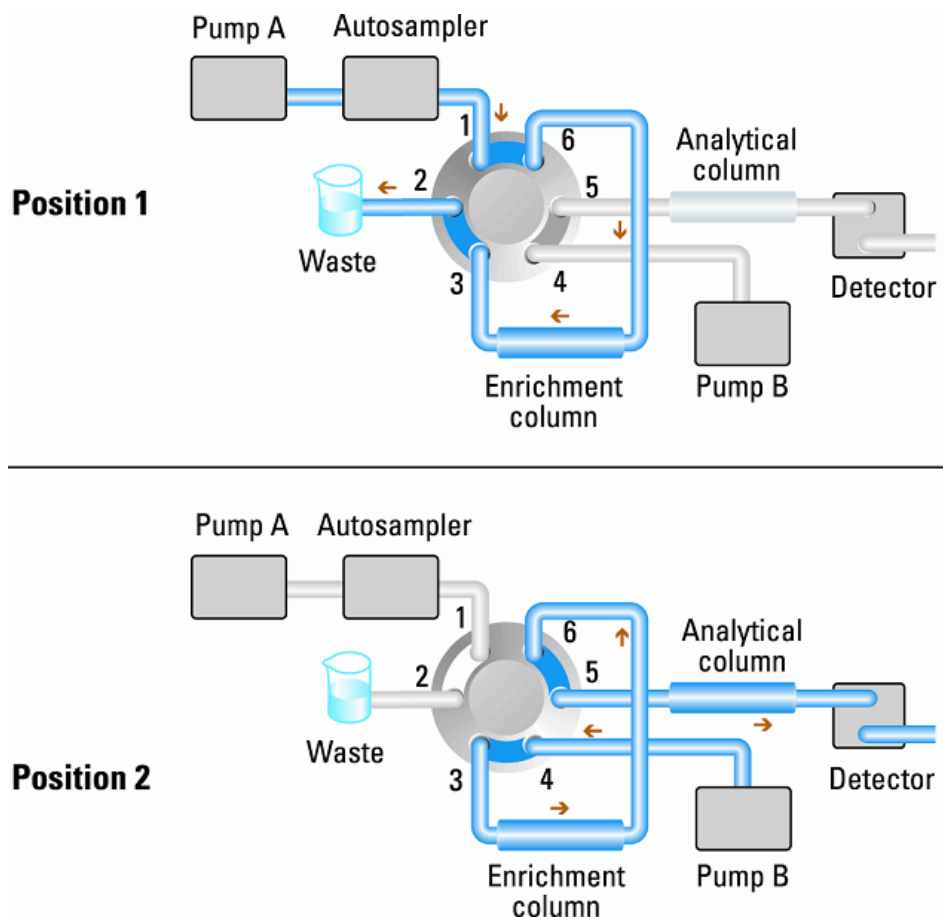 Pump A
Autosampler
1
6
Analytical
column
2
5
Position 1
Waste
3
4
Detector
Enrichment
column
Pump B
Pump A
Autosampler
1
6
Analytical
column
2
5
Waste
3
4
Detector
Position 2
Enrichment
column
Pump B